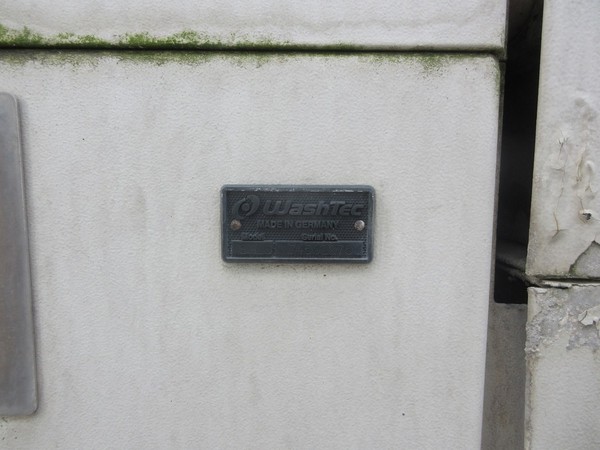 WashTec
MADE IN GERMANY
Model Serial No.